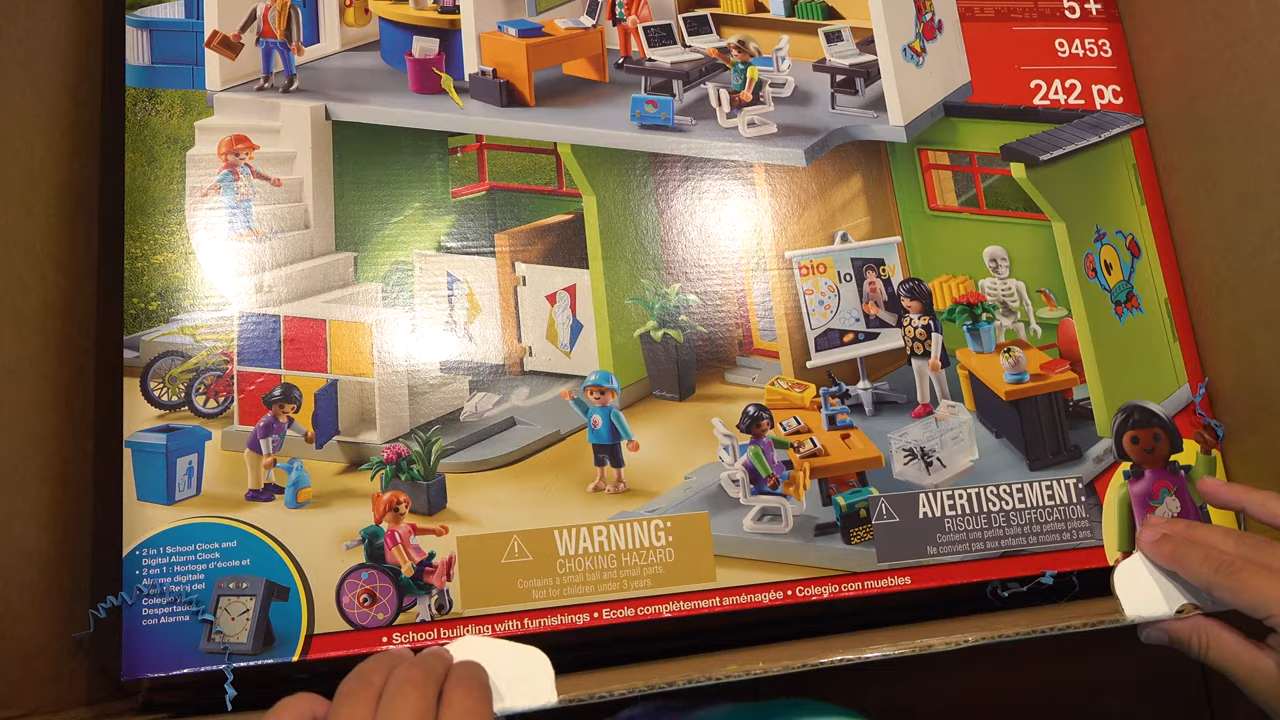 5+
9453
242 pc
bio
lo
gy
AVERTISSEMENT:
RISQUE DE SUFFOCATION.
Contient une petite balle et de petites pièces.
Ne convient pas aux enfants de moins de 3 ans.
WARNING:
CHOKING HAZARD
Contains a small ball and small parts.
Not for children under 3 years.
• 2 in 1 School Clock and
Digital Alarm Clock
• 2 en 1 : Horloge d'école et
Alarme digitale
Colegio
Despertador
con Alarma
• School building with furnishings • Ecole complètement aménagée • Colegio con muebles